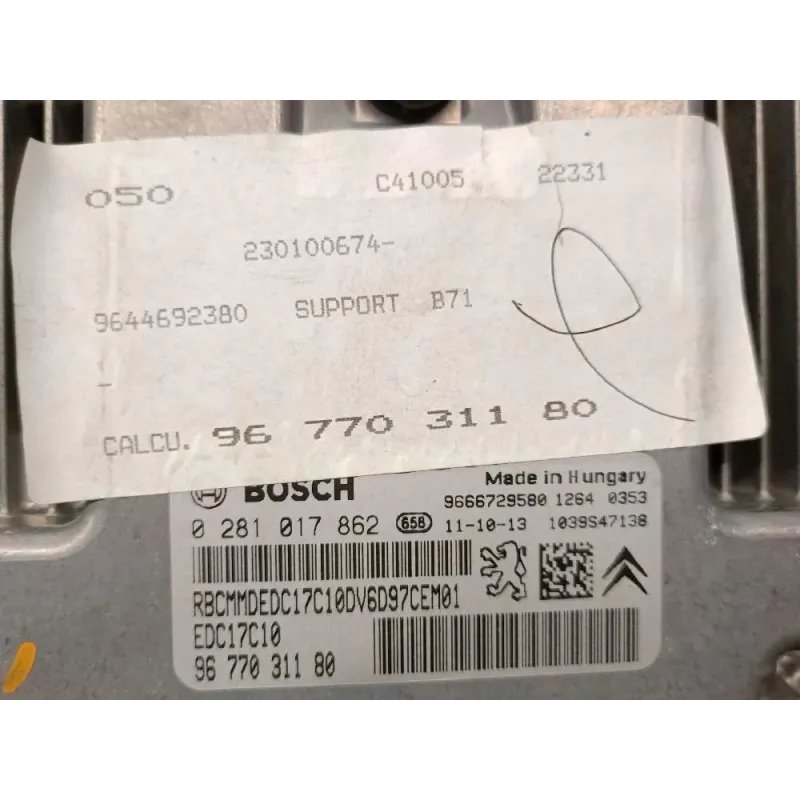 050 C41005 22331
230100674-
9644692380 SUPPORT B71
-
CALCU. 96 770 311 80
BOSCH Made in Hungary
9666729580 1264 0353
0 281 017 862 658 11-10-13 1039S47138
RBCMMDEDC17C10DV6D97CEM01
EDC17C10
96 770 311 80